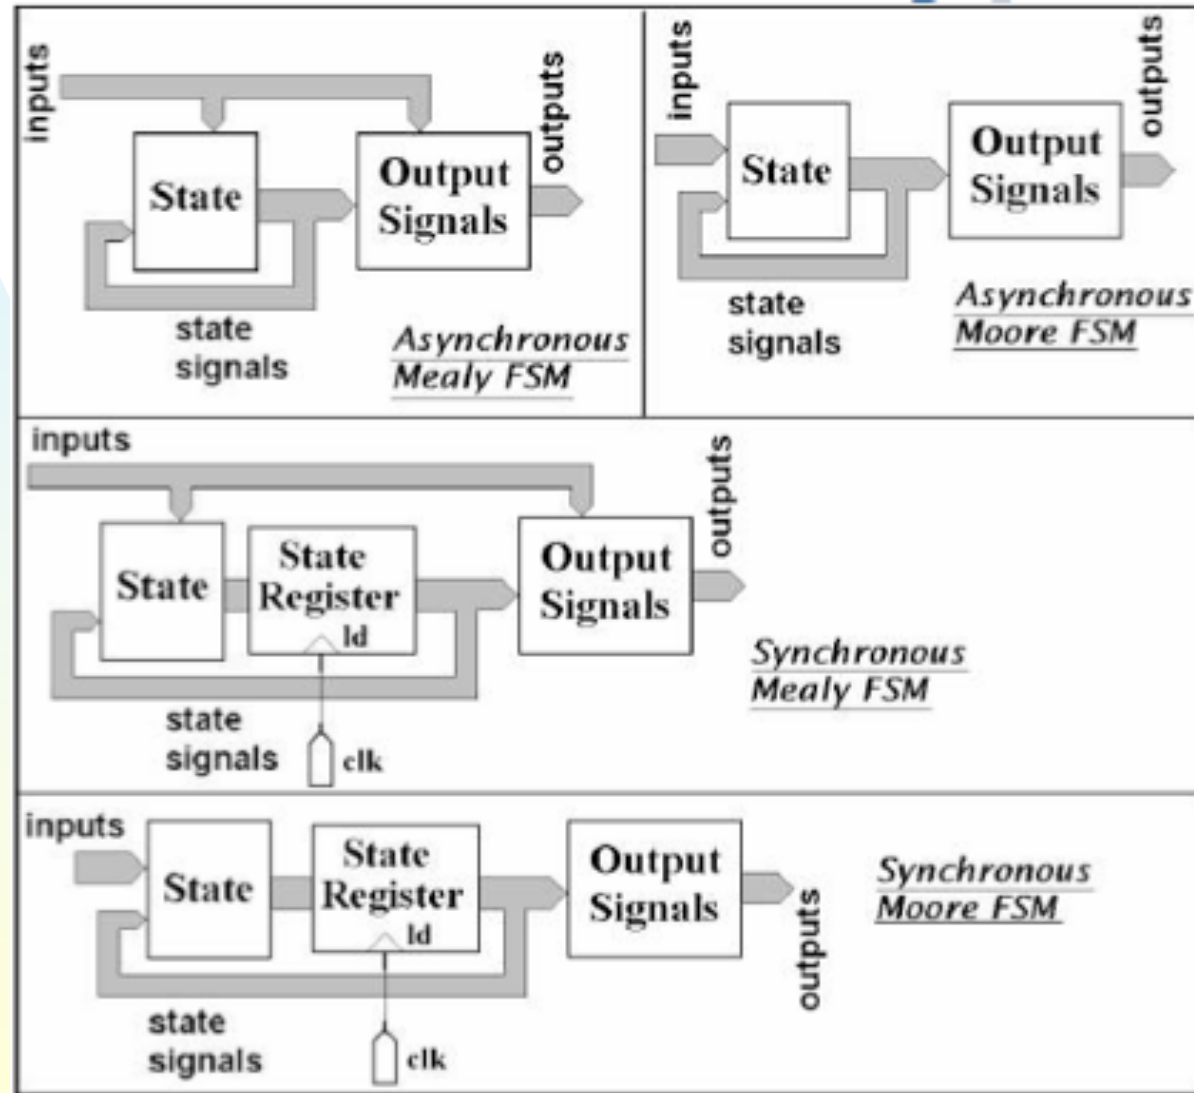 inputs
State
Output
Signals
outputs
state
signals
Asynchronous
Mealy FSM
inputs
State
Output
Signals
outputs
state
signals
Asynchronous
Moore FSM
inputs
State
State
Register
ld
Output
Signals
outputs
state
signals
clk
Synchronous
Mealy FSM
inputs
State
State
Register
ld
Output
Signals
outputs
state
signals
clk
Synchronous
Moore FSM